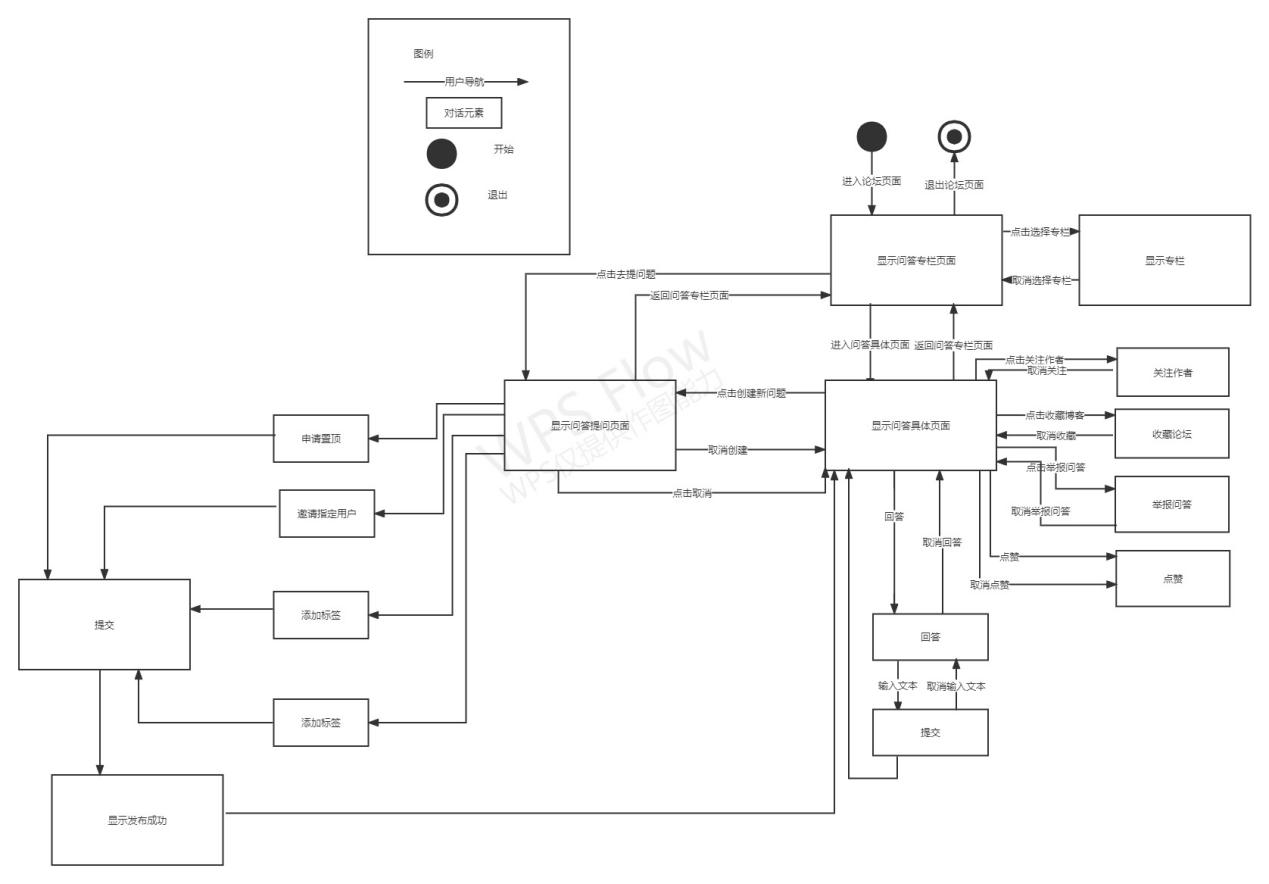 图例
用户导航
对话元素
开始
退出
进入论坛页面
退出论坛页面
显示问答专栏页面
点击选择专栏
取消选择专栏
显示专栏
点击去提问题
返回问答专栏页面
进入问答具体页面
返回问答专栏页面
点击关注作者
取消关注
关注作者
显示问答提问页面
点击创建新问题
取消创建
点击取消
显示问答具体页面
点击收藏博客
取消收藏
收藏论坛
点击举报问答
取消举报问答
举报问答
点赞
取消点赞
点赞
申请置顶
邀请指定用户
添加标签
添加标签
提交
显示发布成功
回答
取消回答
回答
输入文本
取消输入文本
提交
WPS Flow
WPS仅提供作图能力